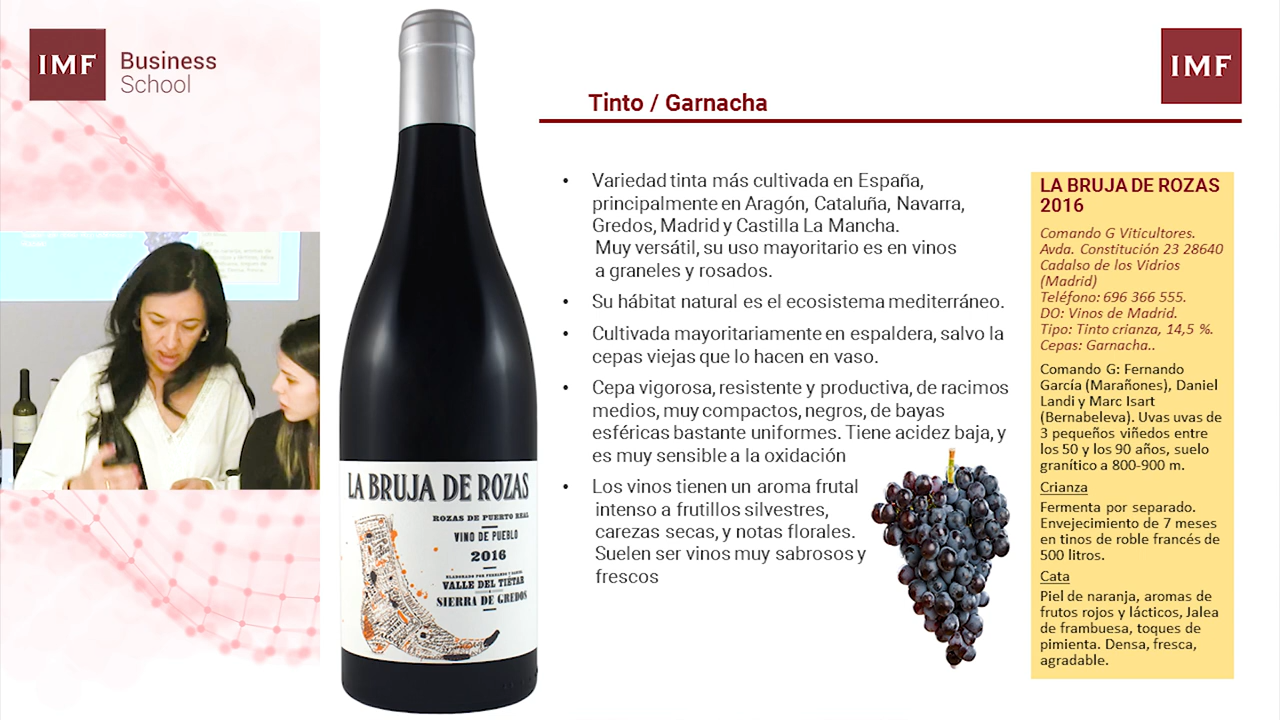 IMF
Business
School
IMF
Tinto / Garnacha
• Variedad tinta más cultivada en España,
principalmente en Aragón, Cataluña, Navarra,
Gredos, Madrid y Castilla La Mancha.
Muy versátil, su uso mayoritario es en vinos
a graneles y rosados.
• Su hábitat natural es el ecosistema mediterráneo.
• Cultivada mayoritariamente en espaldera, salvo la
cepas viejas que lo hacen en vaso.
• Cepa vigorosa, resistente y productiva, de racimos
medios, muy compactos, negros, de bayas
esféricas bastante uniformes. Tiene acidez baja, y
es muy sensible a la oxidación
• Los vinos tienen un aroma frutal
intenso a frutillos silvestres,
carezas secas, y notas florales.
Suelen ser vinos muy sabrosos y
frescos
LA BRUJA DE ROZAS
2016
Comando G Viticultores.
Avda. Constitución 23 28640
Cadalso de los Vidrios
(Madrid)
Teléfono: 696 366 555.
DO: Vinos de Madrid.
Tipo: Tinto crianza, 14,5 %.
Cepas: Garnacha..
Comando G: Fernando
García (Marañones), Daniel
Landi y Marc Isart
(Bernabeleva). Uvas uvas de
3 pequeños viñedos entre
los 50 y los 90 años, suelo
granítico a 800-900 m.
Crianza
Fermenta por separado.
Envejecimiento de 7 meses
en tinos de roble francés de
500 litros.
Cata
Piel de naranja, aromas de
frutos rojos y lácticos, Jalea
de frambuesa, toques de
pimienta. Densa, fresca,
agradable.
LA BRUJA DE ROZAS
ROZAS DE PUERTO REAL
VINO DE PUEBLO
2016
ELABORADO POR FERNANDO Y DANIEL
VALLE DEL TIÉTAR
SIERRA DE GREDOS